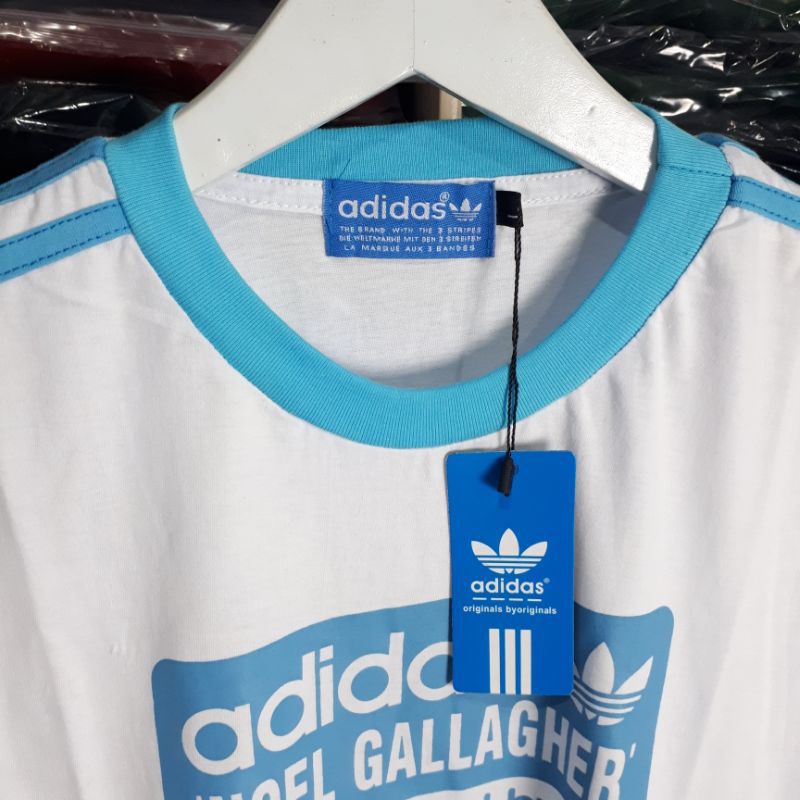 adidas®
THE BRAND WITH THE 3 STRIPES
DIE WELTMARKE MIT DEN 3 STREIFEN
LA MARQUE AUX 3 BANDES
adidas®
originals byoriginals
adida
'NOEL GALLAGHER'